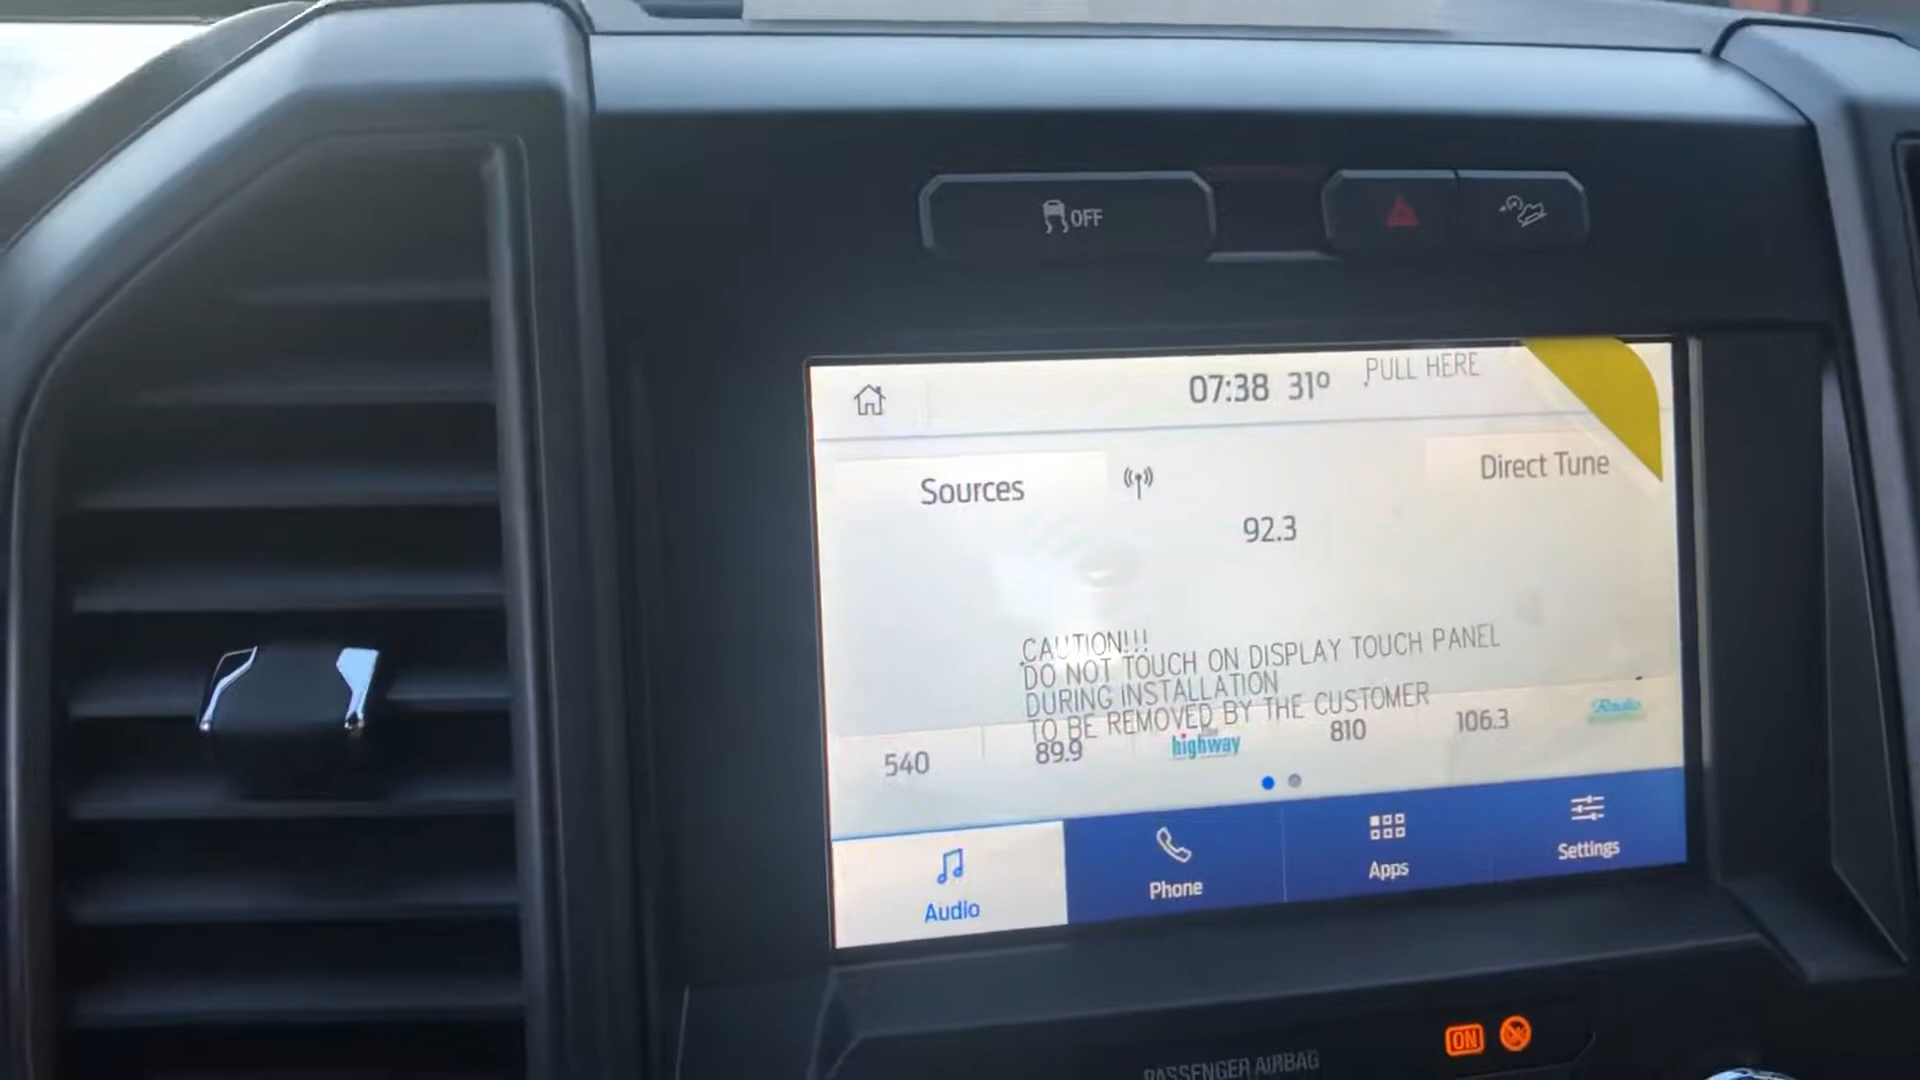 OFF
07:38 31°
PULL HERE
Sources
Direct Tune
92.3
CAUTION!!!
DO NOT TOUCH ON DISPLAY TOUCH PANEL
DURING INSTALLATION
TO BE REMOVED BY THE CUSTOMER
540
89.9
highway
810
106.3
Radio
Audio
Phone
Apps
Settings
ON
PASSENGER AIRBAG